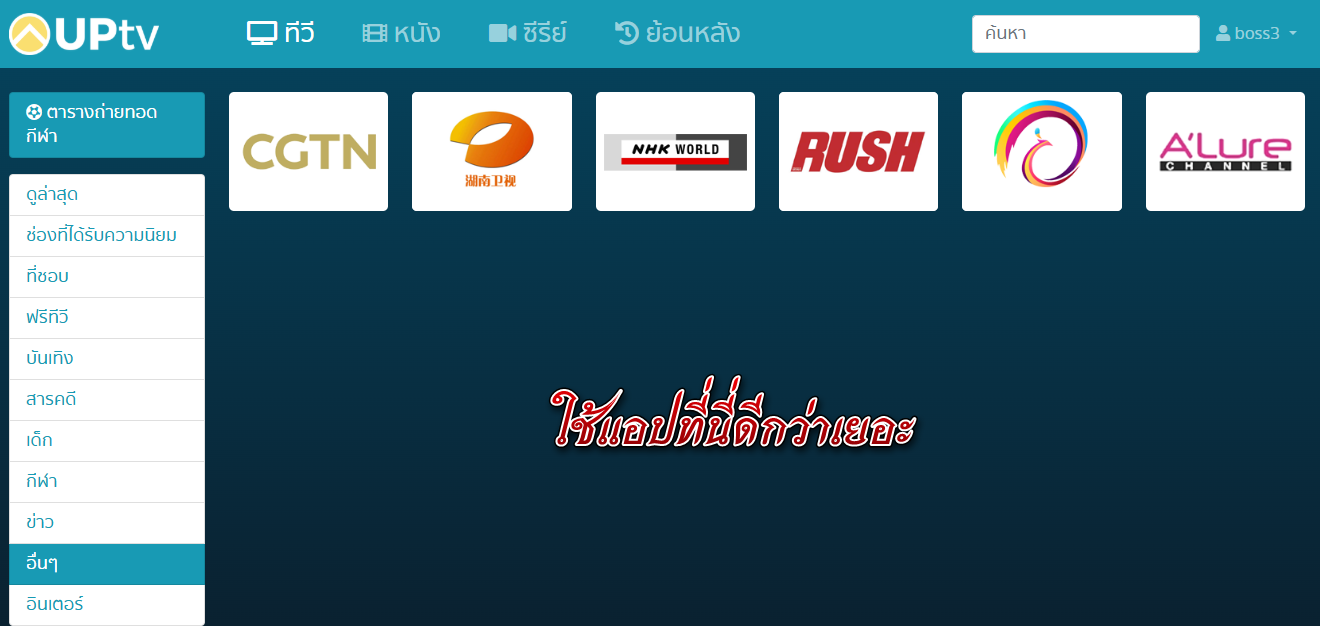 UPtv
ทีวี
หนัง
ซีรีย์
ย้อนหลัง
ค้นหา
boss3
ตารางถ่ายทอด
กีฬา
ดูล่าสุด
ช่องที่ได้รับความนิยม
ที่ชอบ
ฟรีทีวี
บันเทิง
สารคดี
เด็ก
กีฬา
ข่าว
อื่นๆ
อินเตอร์
CGTN
湖南卫视
NHK WORLD
RUSH
A'Lure
CHANNEL
ใช้แอปที่นี่ดีกว่าเยอะ